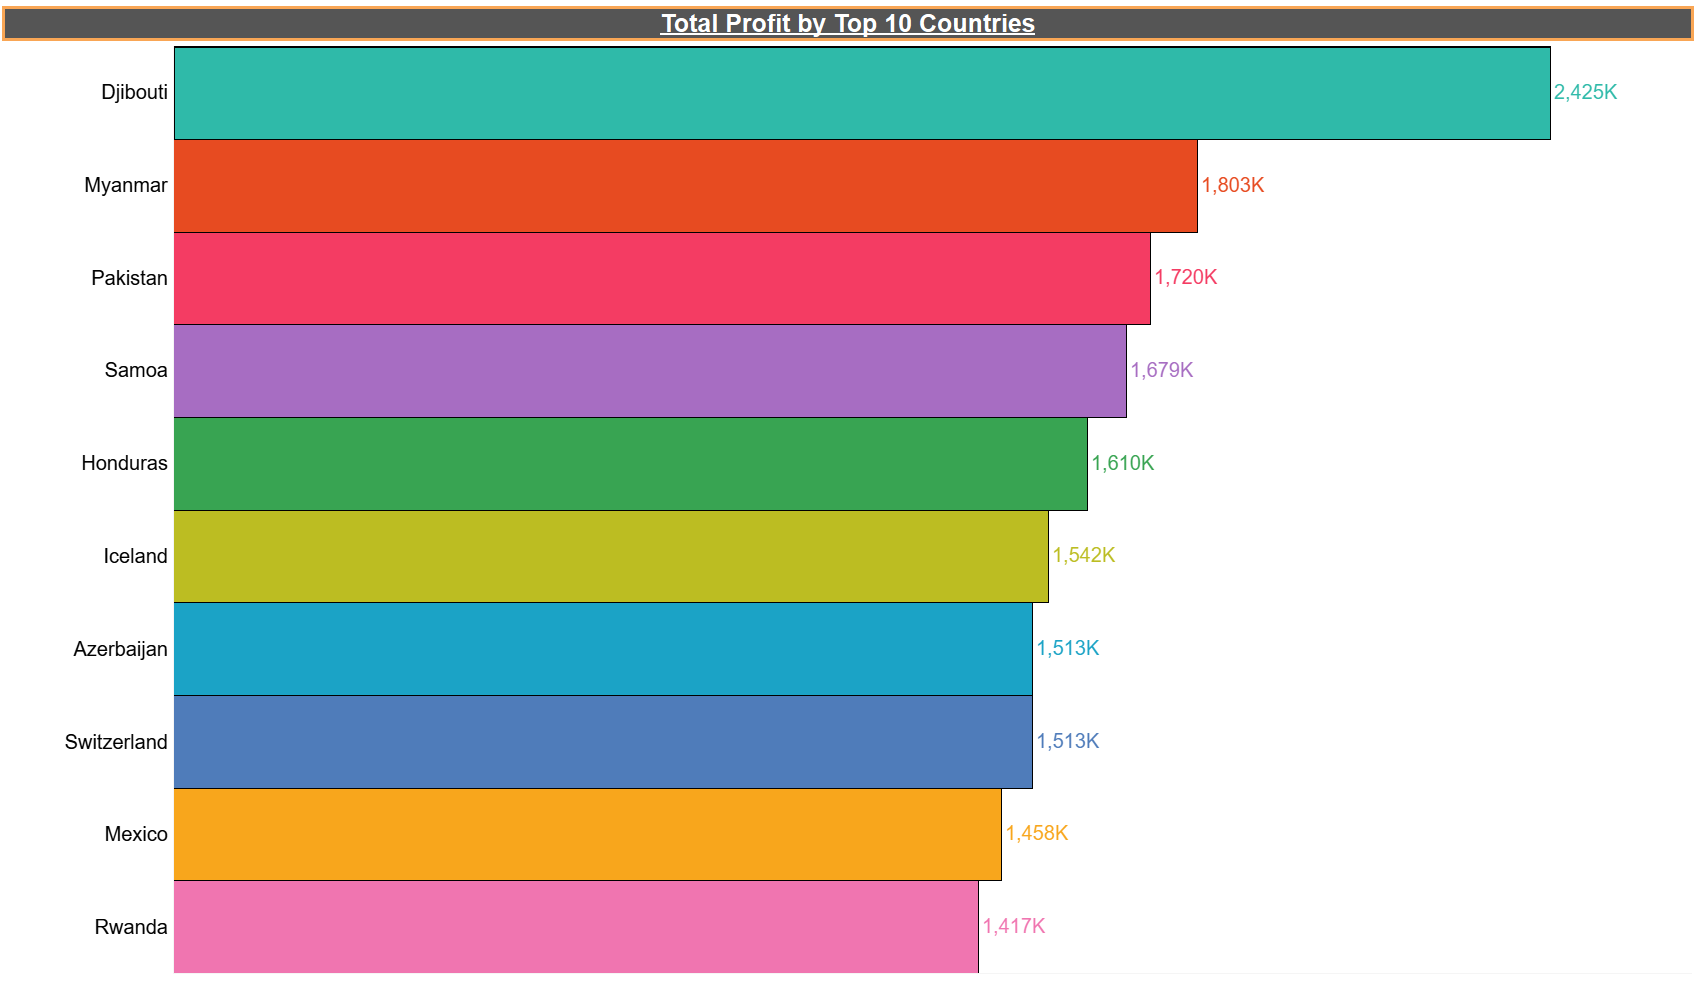 Total Profit by Top 10 Countries
Djibouti 2,425K
Myanmar 1,803K
Pakistan 1,720K
Samoa 1,679K
Honduras 1,610K
Iceland 1,542K
Azerbaijan 1,513K
Switzerland 1,513K
Mexico 1,458K
Rwanda 1,417K